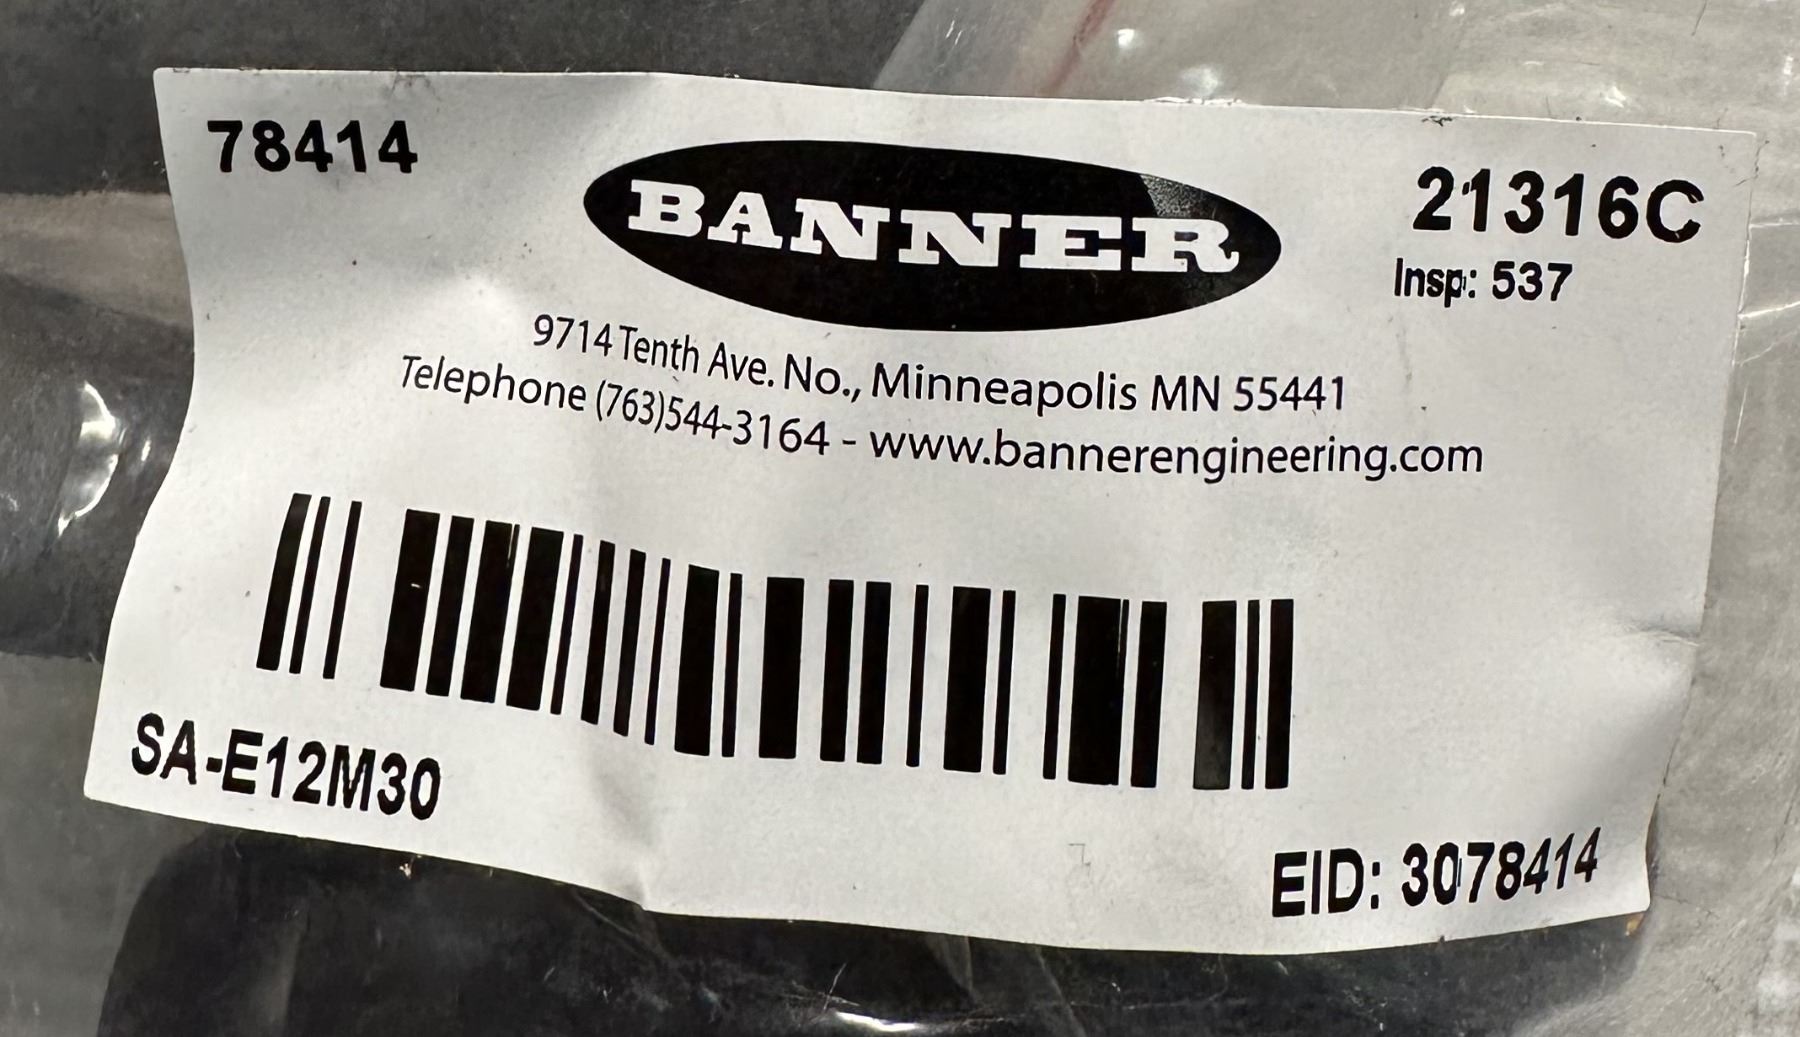 78414
BANNER
21316C
Insp: 537
9714 Tenth Ave. No., Minneapolis MN 55441
Telephone (763)544-3164 - www.bannerengineering.com
SA-E12M30
EID: 3078414